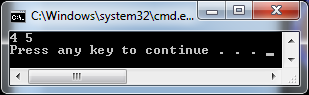 C:\Windows\system32\cmd.e...
4 5
Press any key to continue . . . _